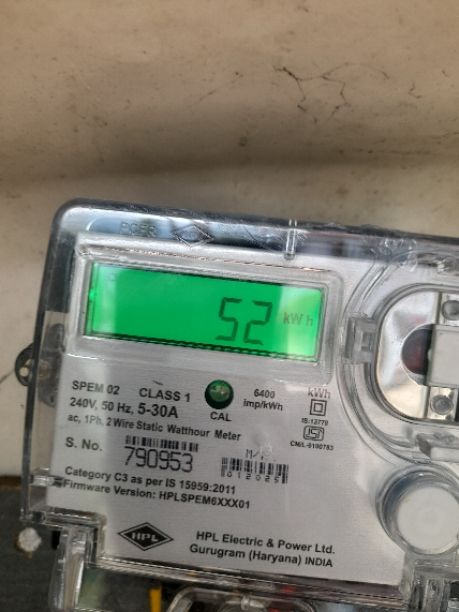 52 kWh
SPEM 02 CLASS 1
6400 imp/kWh
kWh
240V, 50 Hz, 5-30A
CAL
IS:13779
ac, 1Ph, 2 Wire Static Watthour Meter
CM/L-0100783
S. No. 790953
012025
Category C3 as per IS 15959:2011
Firmware Version: HPLSPEM6XXX01
HPL
HPL Electric & Power Ltd.
Gurugram (Haryana) INDIA